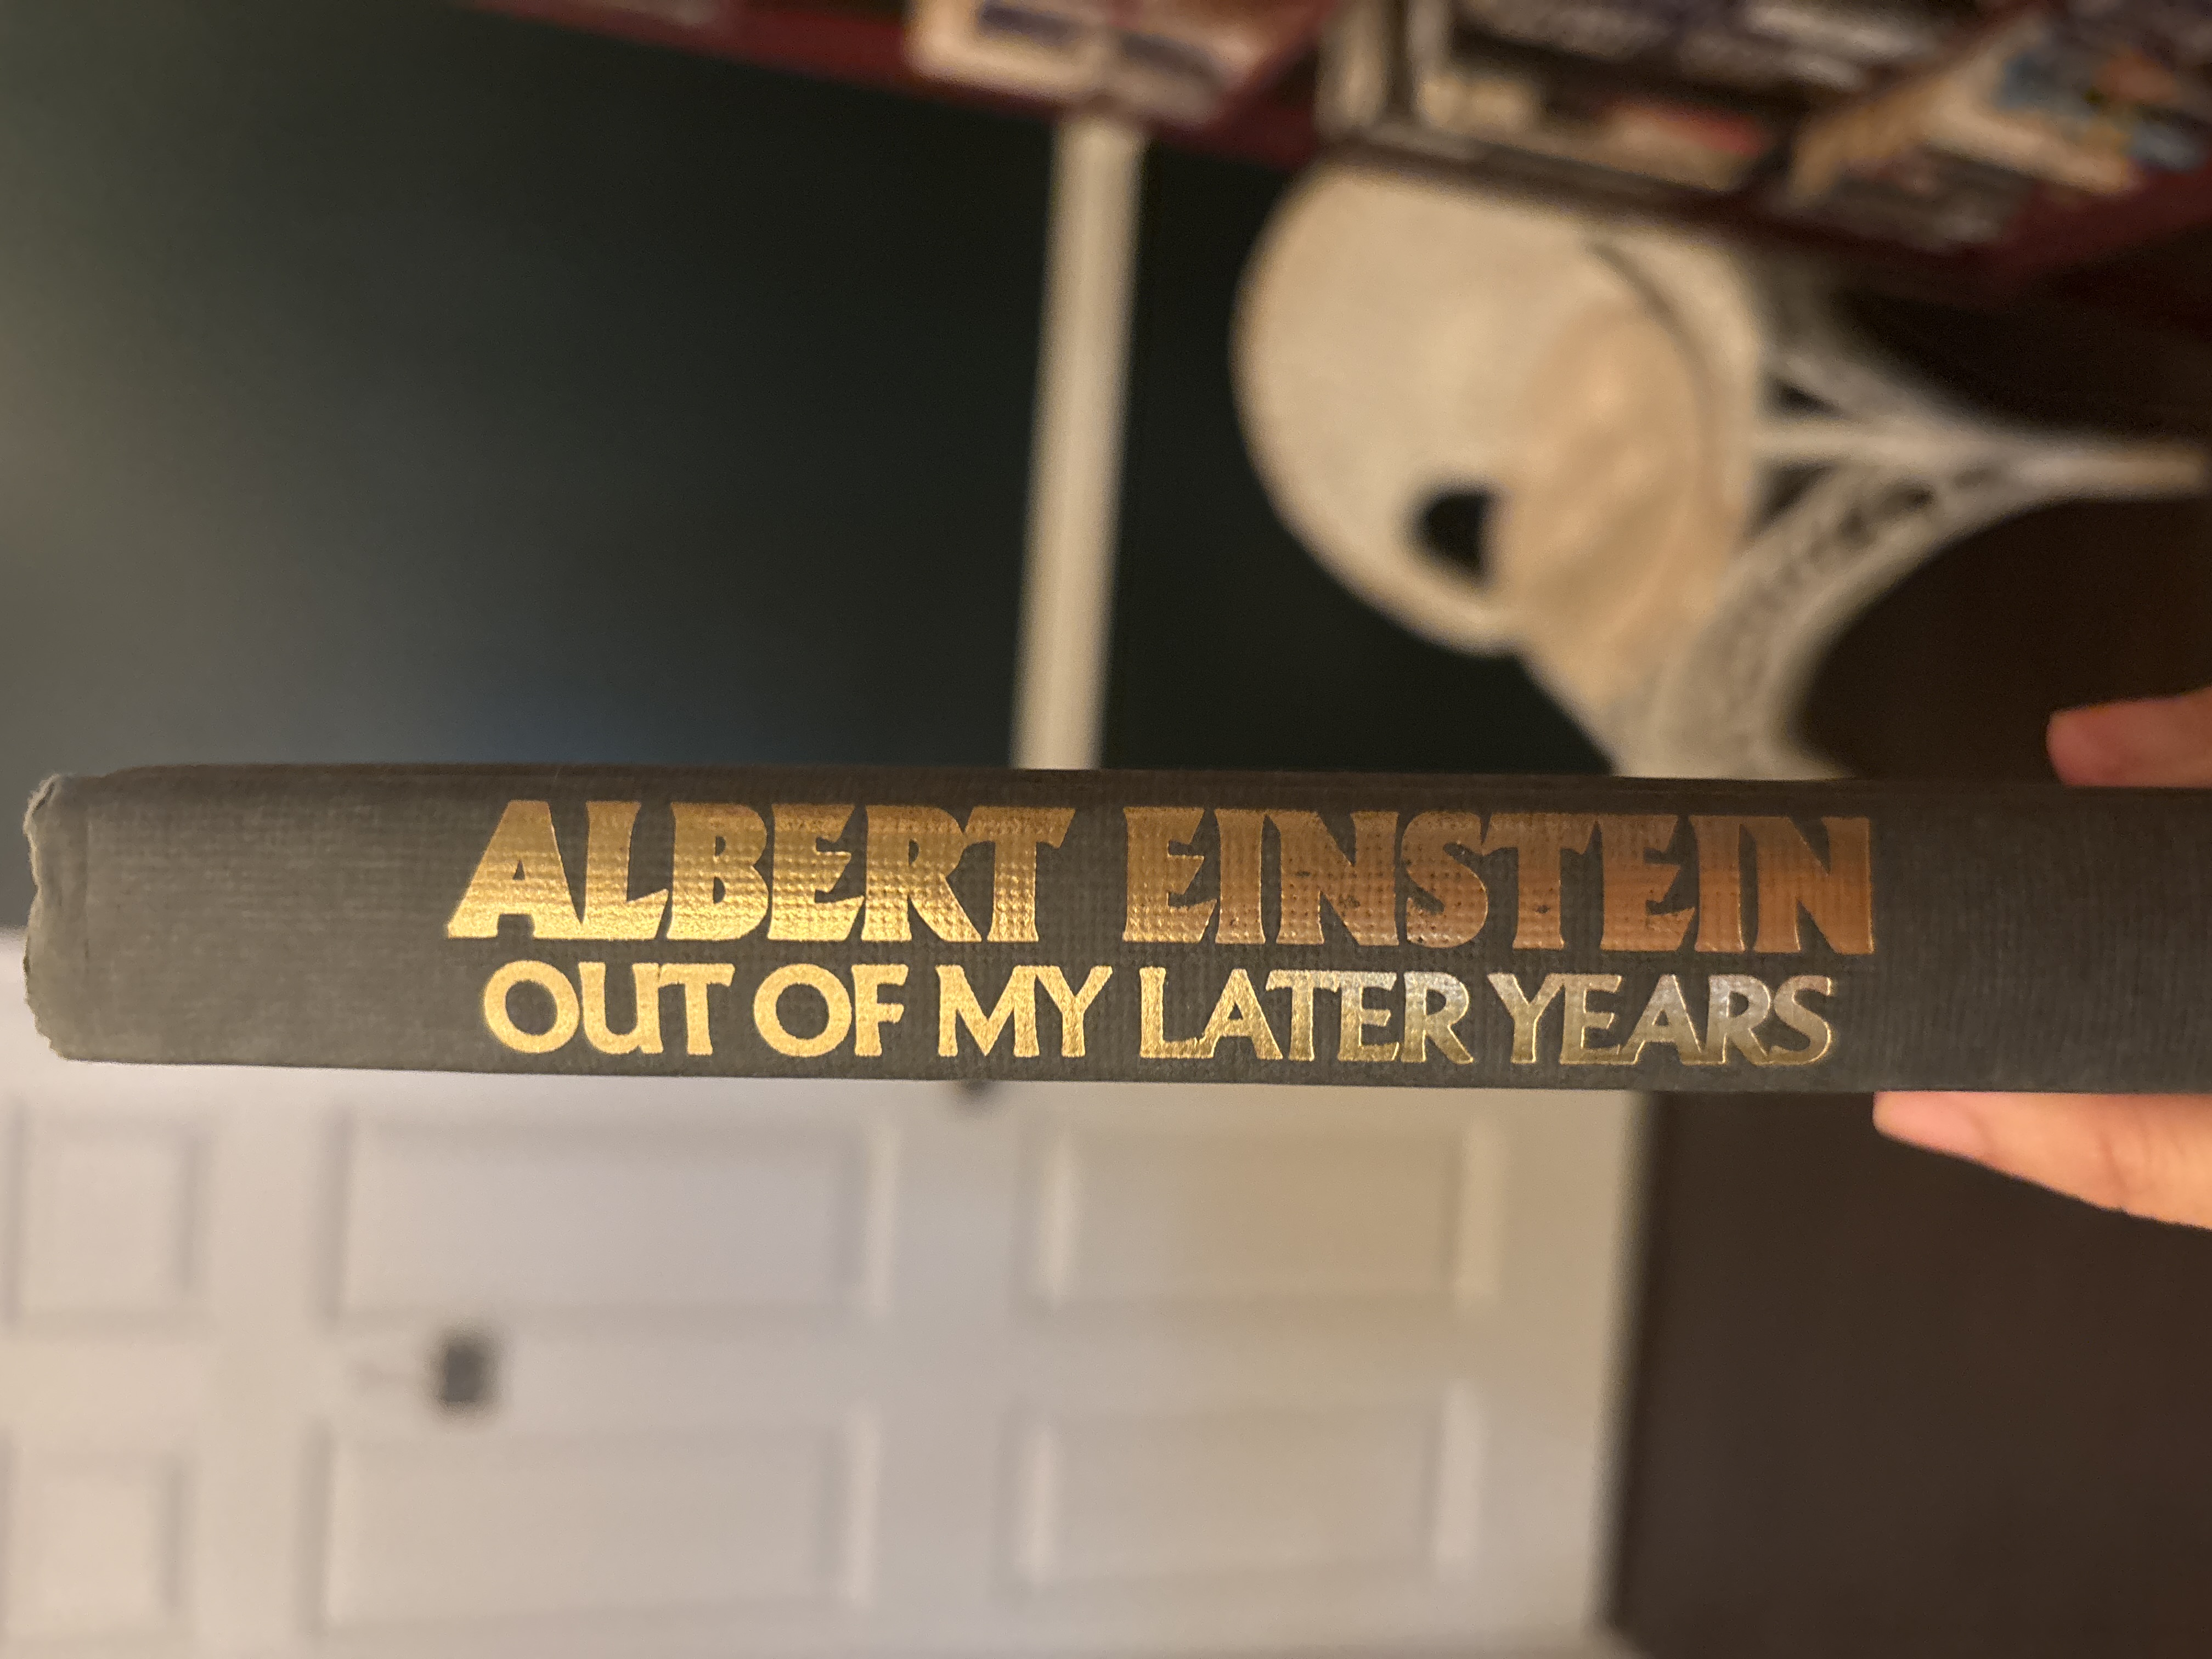 ALBERT EINSTEIN
OUT OF MY LATER YEARS